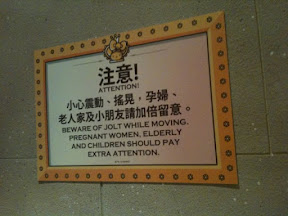 注意!
ATTENTION!
小心震動、搖晃，孕婦、
老人家及小朋友請加倍留意。
BEWARE OF JOLT WHILE MOVING.
PREGNANT WOMEN, ELDERLY
AND CHILDREN SHOULD PAY
EXTRA ATTENTION.